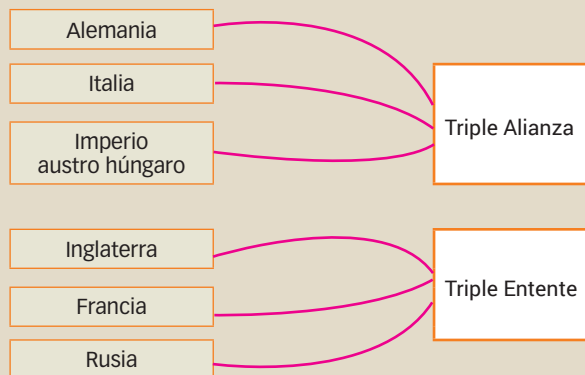 Alemania
Italia
Imperio
austro húngaro
Triple Alianza
Inglaterra
Francia
Rusia
Triple Entente